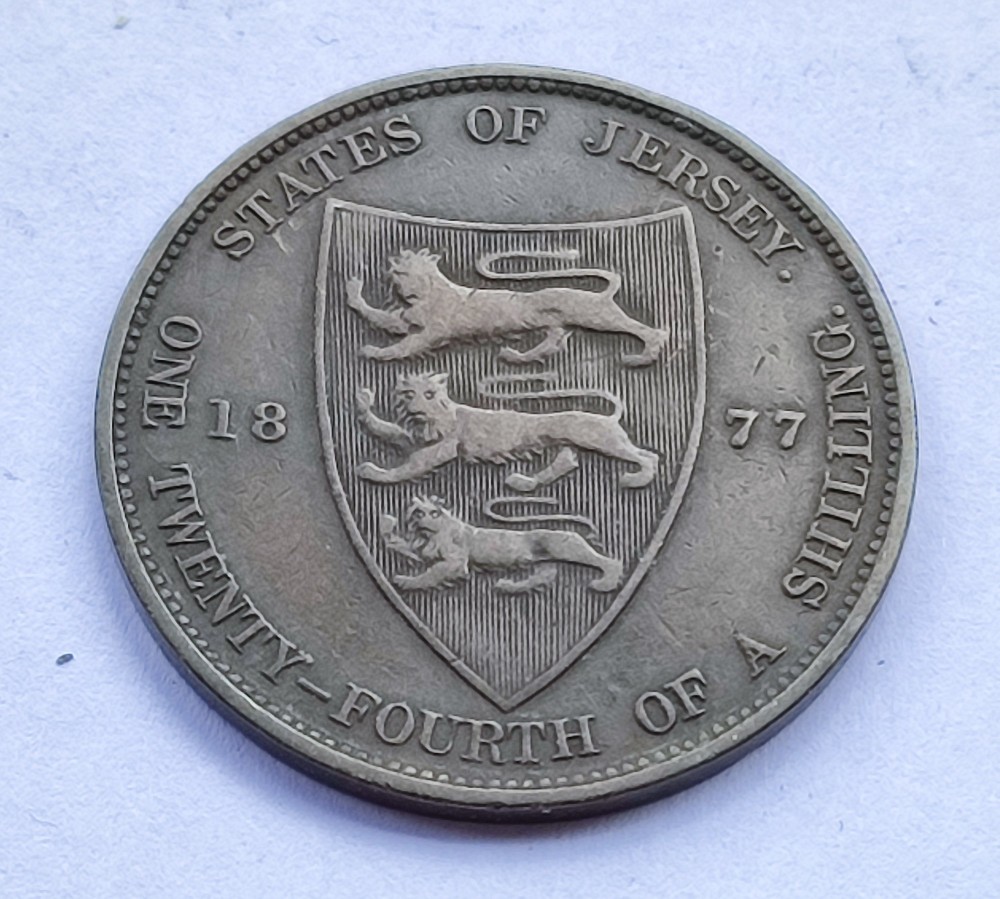 STATES OF JERSEY.
18 77
ONE TWENTY-FOURTH OF A SHILLING.